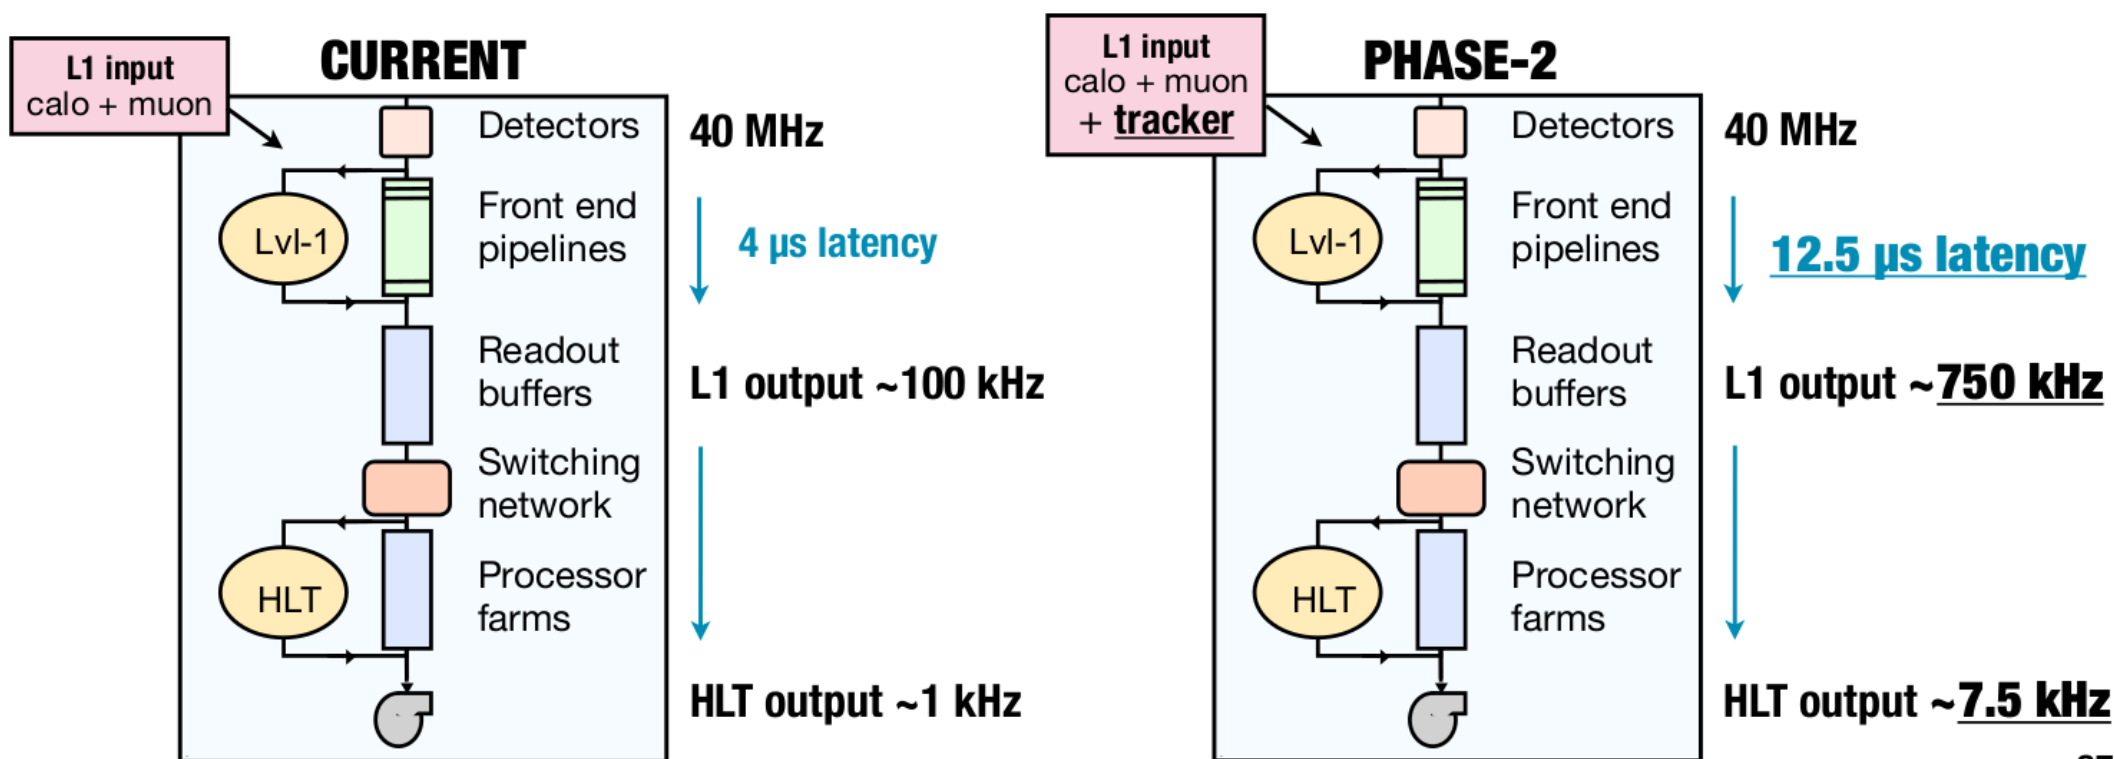 CURRENT
L1 input
calo + muon
Detectors
40 MHz
Lvl-1
Front end
pipelines
4 µs latency
Readout
buffers
L1 output ~100 kHz
Switching
network
HLT
Processor
farms
HLT output ~1 kHz
PHASE-2
L1 input
calo + muon
+ tracker
Detectors
40 MHz
Lvl-1
Front end
pipelines
12.5 µs latency
Readout
buffers
L1 output ~750 kHz
Switching
network
HLT
Processor
farms
HLT output ~7.5 kHz